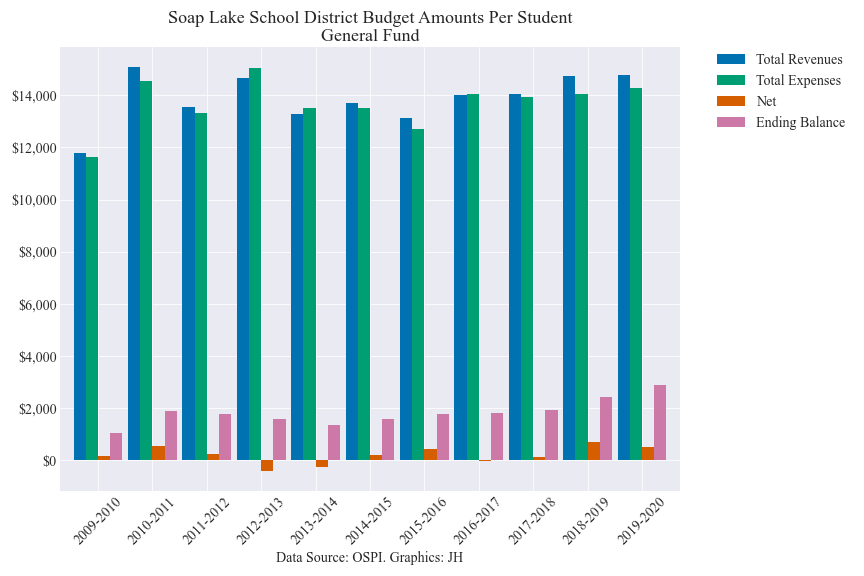 Soap Lake School District Budget Amounts Per Student
General Fund
Total Revenues
Total Expenses
Net
Ending Balance
$14,000
$12,000
$10,000
$8,000
$6,000
$4,000
$2,000
$0
2009-2010
2010-2011
2011-2012
2012-2013
2013-2014
2014-2015
2015-2016
2016-2017
2017-2018
2018-2019
2019-2020
Data Source: OSPI. Graphics: JH